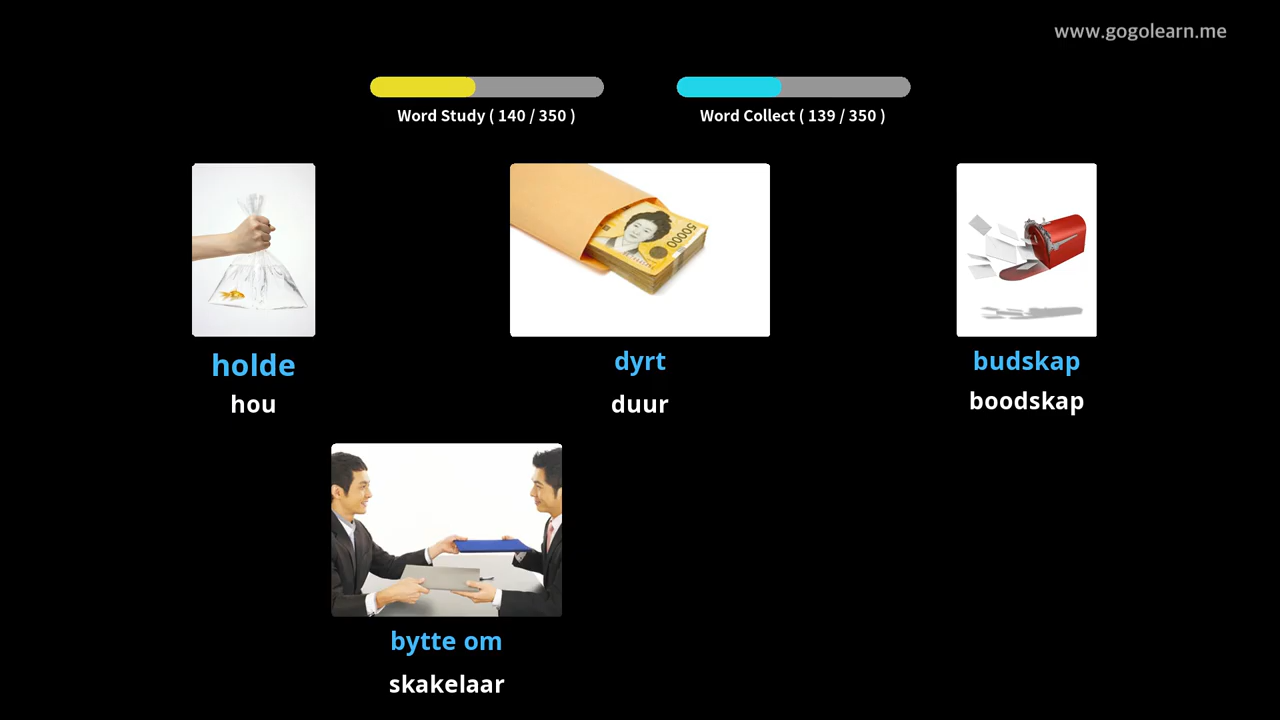 www.gogolearn.me
Word Study ( 140 / 350 )
Word Collect ( 139 / 350 )
50000
holde
hou
dyrt
duur
budskap
boodskap
bytte om
skakelaar